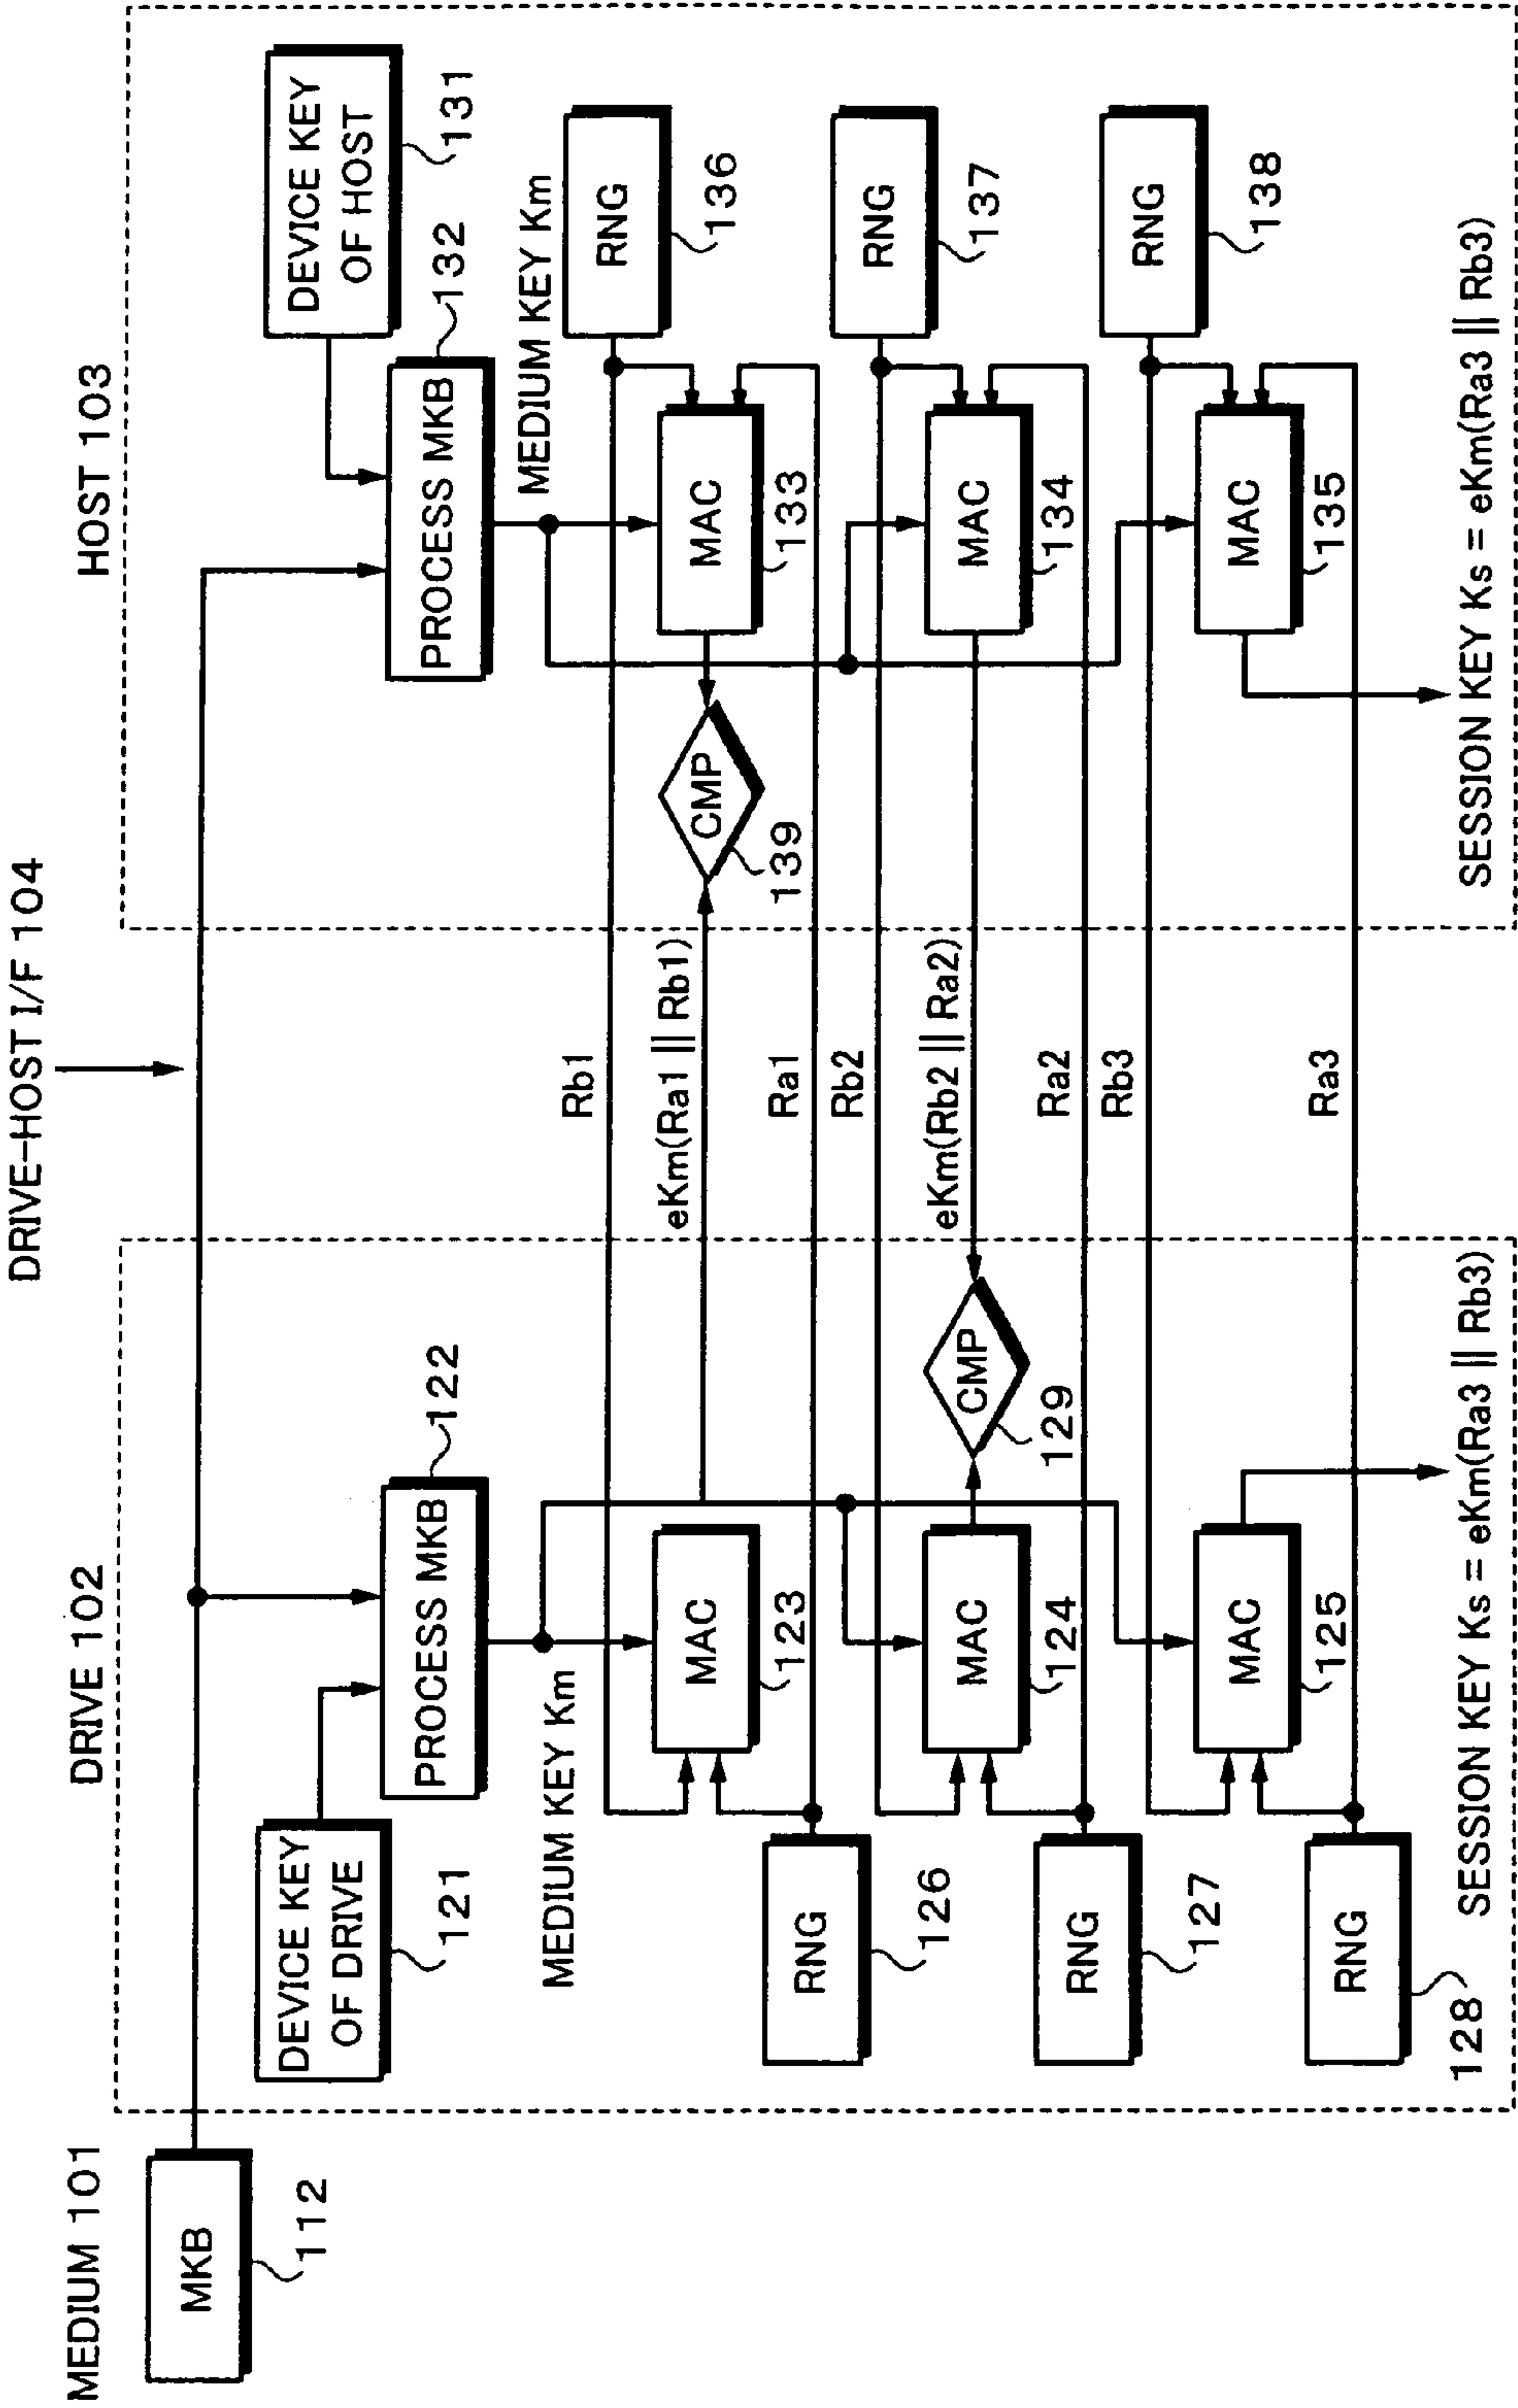 DRIVE-HOST I/F 104
MEDIUM 101
MKB
112
DRIVE 102
DEVICE KEY
OF DRIVE
121
PROCESS MKB
122
MEDIUM KEY Km
MAC
123
RNG
126
MAC
124
CMP
129
RNG
127
MAC
125
RNG
128
SESSION KEY Ks = eKm(Ra3 || Rb3)
Rb1
eKm(Ra1 || Rb1)
Ra1
Rb2
eKm(Rb2 || Ra2)
Ra2
Rb3
Ra3
HOST 103
DEVICE KEY
OF HOST
131
PROCESS MKB
132
MEDIUM KEY Km
RNG
136
MAC
133
CMP
139
RNG
137
MAC
134
RNG
138
MAC
135
SESSION KEY Ks = eKm(Ra3 || Rb3)